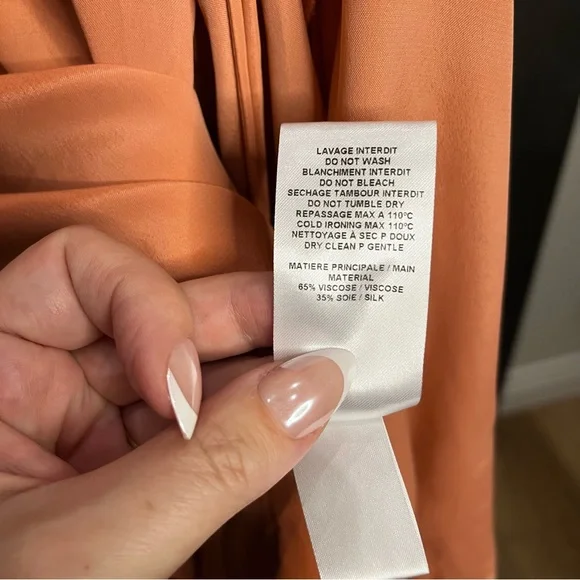 LAVAGE INTERDIT
DO NOT WASH
BLANCHIMENT INTERDIT
DO NOT BLEACH
SECHAGE TAMBOUR INTERDIT
DO NOT TUMBLE DRY
REPASSAGE MAX A 110°C
COLD IRONING MAX 110°C
NETTOYAGE À SEC P DOUX
DRY CLEAN P GENTLE
MATIERE PRINCIPALE / MAIN
MATERIAL
65% VISCOSE / VISCOSE
35% SOIE / SILK